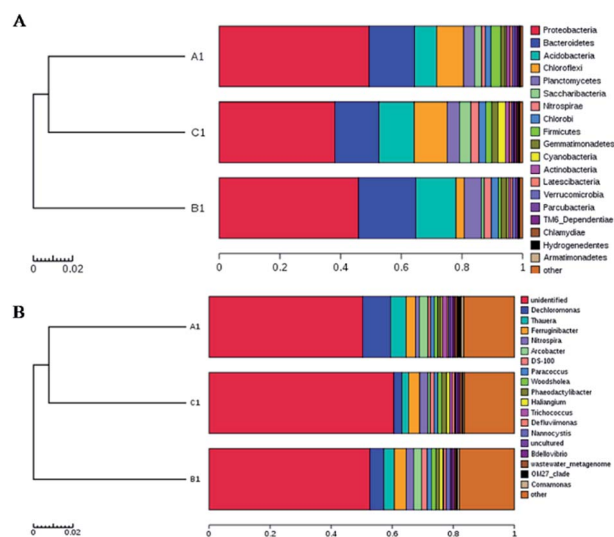 A
A1
C1
B1
0 0.02
0 0.2 0.4 0.6 0.8 1
Proteobacteria
Bacteroidetes
Acidobacteria
Chloroflexi
Planctomycetes
Saccharibacteria
Nitrospirae
Chlorobi
Firmicutes
Gemmatimonadetes
Cyanobacteria
Actinobacteria
Latescibacteria
Verrucomicrobia
Parcubacteria
TM6_Dependentiae
Chlamydiae
Hydrogenedentes
Armatimonadetes
other
B
A1
C1
B1
0 0.02
0 0.2 0.4 0.6 0.8 1
unidentified
Dechloromonas
Thauera
Ferruginibacter
Nitrospira
Arcobacter
DS-100
Paracoccus
Woodsholea
Phaeodactylibacter
Haliangium
Trichococcus
Defluviimonas
Nannocystis
uncultured
Bdellovibrio
wastewater_metagenome
OM27_clade
Comamonas
other